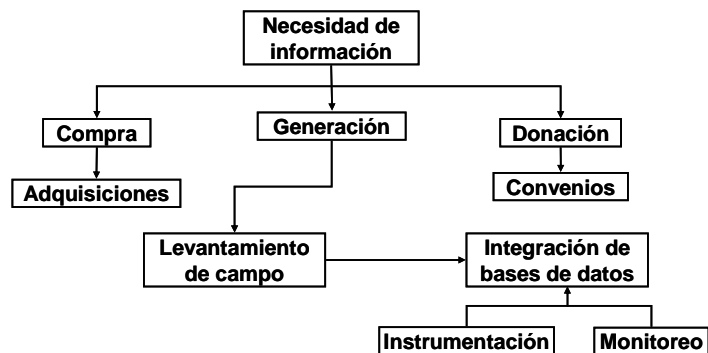 Necesidad de
información
Compra
Generación
Donación
Adquisiciones
Convenios
Levantamiento
de campo
Integración de
bases de datos
Instrumentación
Monitoreo